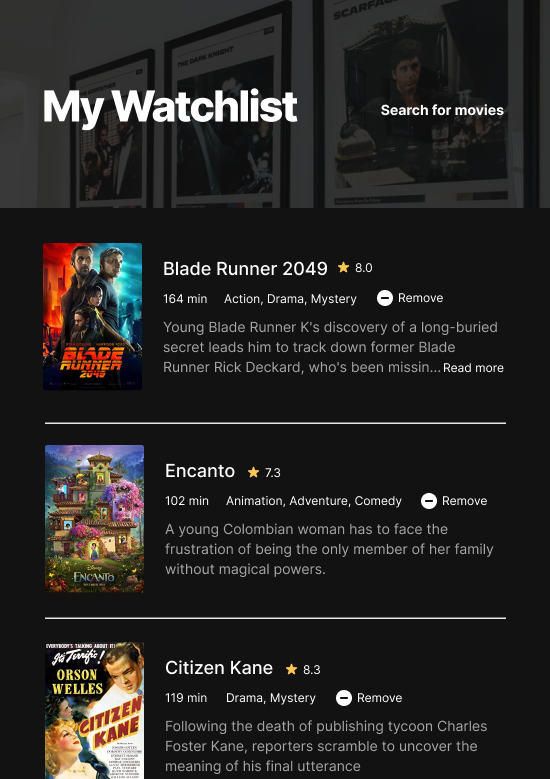 SCARFACE
THE DARK KNIGHT
My Watchlist
Search for movies
Blade Runner 2049 8.0
164 min Action, Drama, Mystery Remove
Young Blade Runner K's discovery of a long-buried
secret leads him to track down former Blade
Runner Rick Deckard, who's been missin... Read more
BLADE
RUNNER
2049
Encanto 7.3
102 min Animation, Adventure, Comedy Remove
A young Colombian woman has to face the
frustration of being the only member of her family
without magical powers.
Disney
ENCANTO
Citizen Kane 8.3
119 min Drama, Mystery Remove
Following the death of publishing tycoon Charles
Foster Kane, reporters scramble to uncover the
meaning of his final utterance
EVERYBODY'S TALKING ABOUT IT!
It's Terrific!
ORSON
WELLES
CITIZEN
KANE